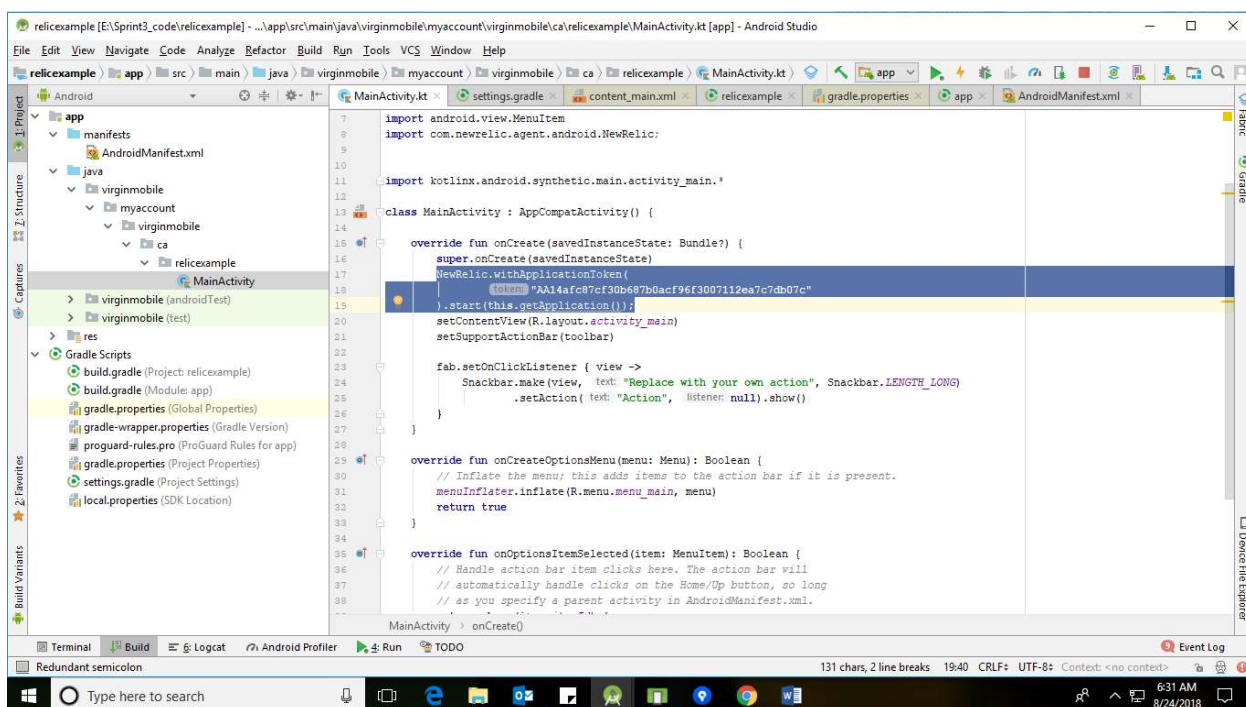 relicexample [E:\Sprint3_code\relicexample] - ...\app\src\main\java\virginmobile\myaccount\virginmobile\ca\relicexample\MainActivity.kt [app] - Android Studio
File Edit View Navigate Code Analyze Refactor Build Run Tools VCS Window Help
relicexample app src main java virginmobile myaccount virginmobile ca relicexample MainActivity.kt app
Android MainActivity.kt settings.gradle content_main.xml relicexample gradle.properties app AndroidManifest.xml
1: Project
7: Structure
Captures
2: Favorites
Build Variants
app
manifests
AndroidManifest.xml
java
virginmobile
myaccount
virginmobile
ca
relicexample
MainActivity
virginmobile (androidTest)
virginmobile (test)
res
Gradle Scripts
build.gradle (Project: relicexample)
build.gradle (Module: app)
gradle.properties (Global Properties)
gradle-wrapper.properties (Gradle Version)
proguard-rules.pro (ProGuard Rules for app)
gradle.properties (Project Properties)
settings.gradle (Project Settings)
local.properties (SDK Location)
7 import android.view.MenuItem
8 import com.newrelic.agent.android.NewRelic;
9
10
11 import kotlinx.android.synthetic.main.activity_main.*
12
13 class MainActivity : AppCompatActivity() {
14
15 override fun onCreate(savedInstanceState: Bundle?) {
16 super.onCreate(savedInstanceState)
17 NewRelic.withApplicationToken(
18 token: "AA14afc87cf30b687b0acf96f3007112ea7c7db07c"
19 ).start(this.getApplication());
20 setContentView(R.layout.activity_main)
21 setSupportActionBar(toolbar)
22
23 fab.setOnClickListener { view ->
24 Snackbar.make(view, text: "Replace with your own action", Snackbar.LENGTH_LONG)
25 .setAction( text: "Action", listener: null).show()
26 }
27 }
28
29 override fun onCreateOptionsMenu(menu: Menu): Boolean {
30 // Inflate the menu; this adds items to the action bar if it is present.
31 menuInflater.inflate(R.menu.menu_main, menu)
32 return true
33 }
34
35 override fun onOptionsItemSelected(item: MenuItem): Boolean {
36 // Handle action bar item clicks here. The action bar will
37 // automatically handle clicks on the Home/Up button, so long
38 // as you specify a parent activity in AndroidManifest.xml.
MainActivity > onCreate()
Fabric
Gradle
Device File Explorer
Terminal Build 6: Logcat Android Profiler 4: Run TODO Event Log
Redundant semicolon 131 chars, 2 line breaks 19:40 CRLF UTF-8 Context: <no context>
Type here to search
6:31 AM
8/24/2018